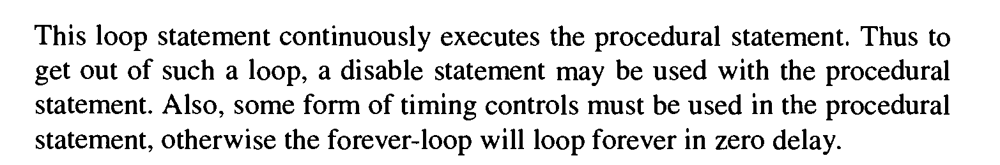 This loop statement continuously executes the procedural statement. Thus to
get out of such a loop, a disable statement may be used with the procedural
statement. Also, some form of timing controls must be used in the procedural
statement, otherwise the forever-loop will loop forever in zero delay.